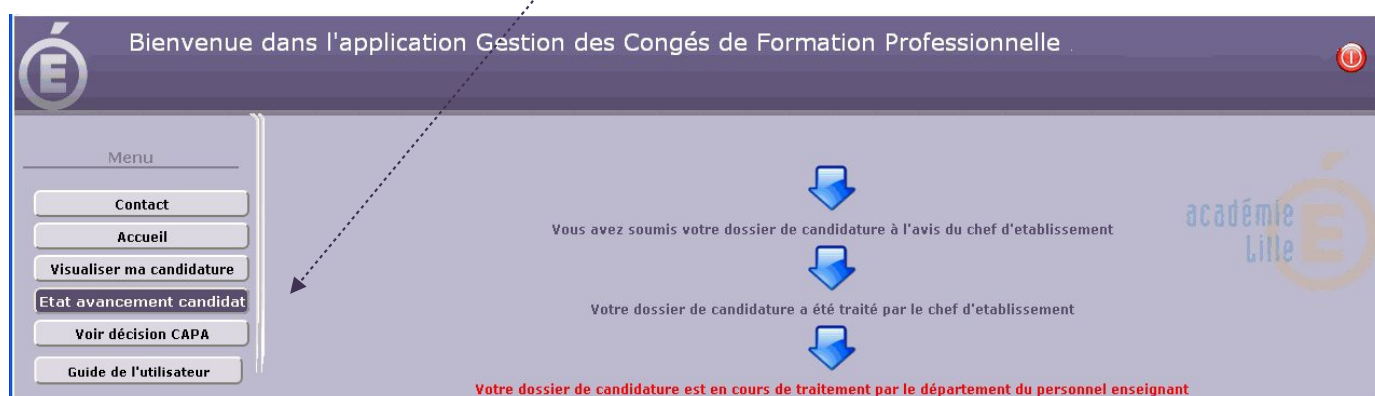 Bienvenue dans l'application Gestion des Congés de Formation Professionnelle
Menu
Contact
Accueil
Visualiser ma candidature
Etat avancement candidat
Voir décision CAPA
Guide de l'utilisateur
Vous avez soumis votre dossier de candidature à l'avis du chef d'etablissement
Votre dossier de candidature a été traité par le chef d'etablissement
Votre dossier de candidature est en cours de traitement par le département du personnel enseignant
académie
Lille
É
É